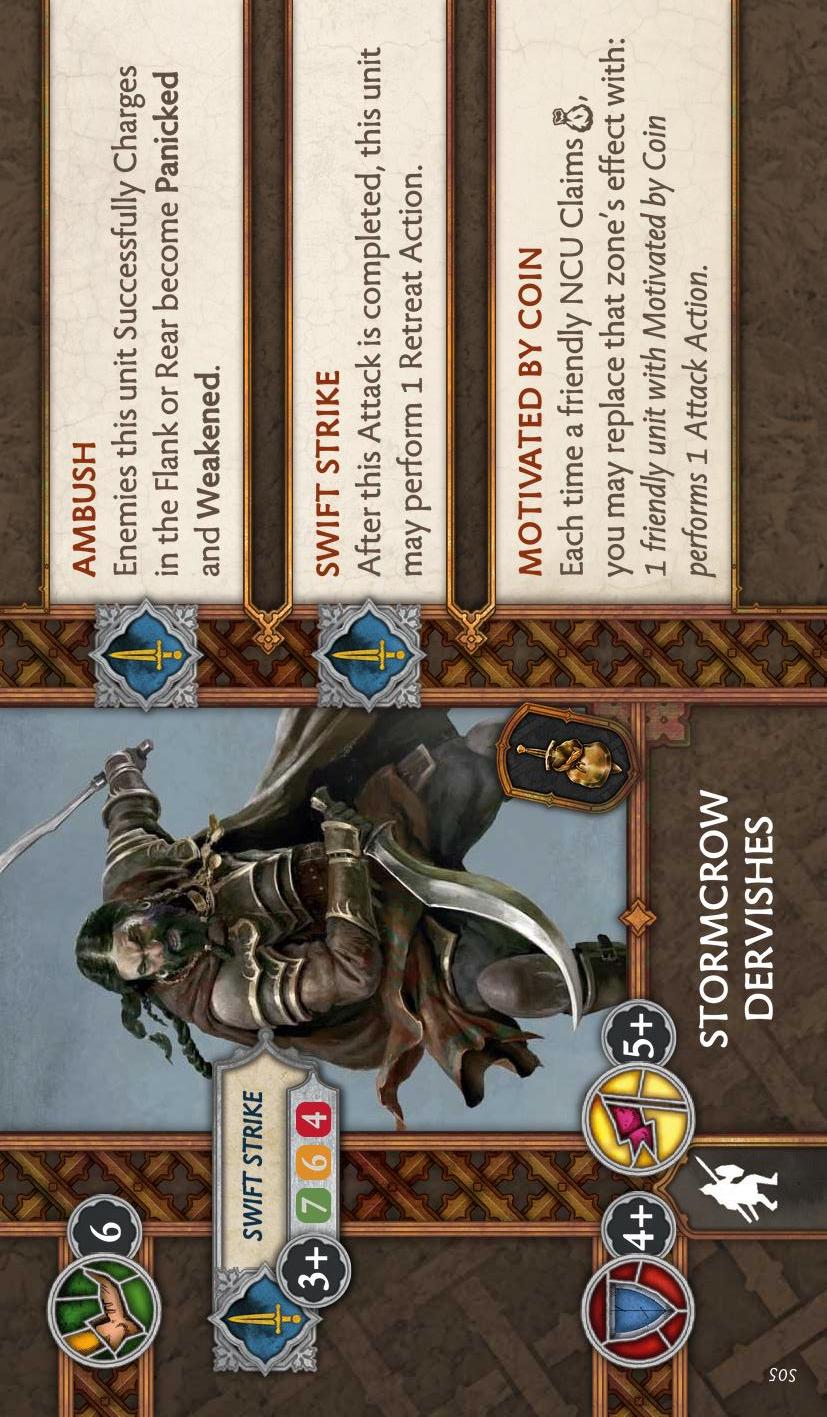 6
SWIFT STRIKE
3+
7 6 4
4+
5+
STORMCROW
DERVISHES
AMBUSH
Enemies this unit Successfully Charges
in the Flank or Rear become Panicked
and Weakened.
SWIFT STRIKE
After this Attack is completed, this unit
may perform 1 Retreat Action.
MOTIVATED BY COIN
Each time a friendly NCU Claims ,
you may replace that zone's effect with:
1 friendly unit with Motivated by Coin
performs 1 Attack Action.
SOS